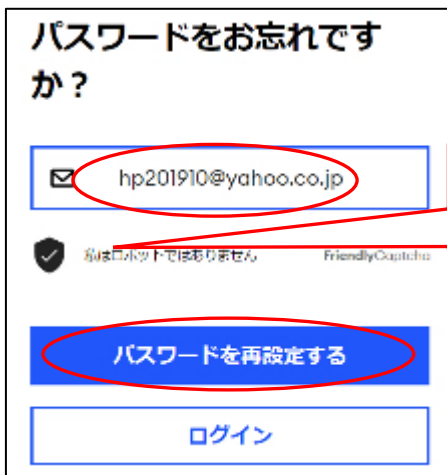 パスワードをお忘れです
か？
hp201910@yahoo.co.jp
私はロボットではありません FriendlyCaptcha
パスワードを再設定する
ログイン